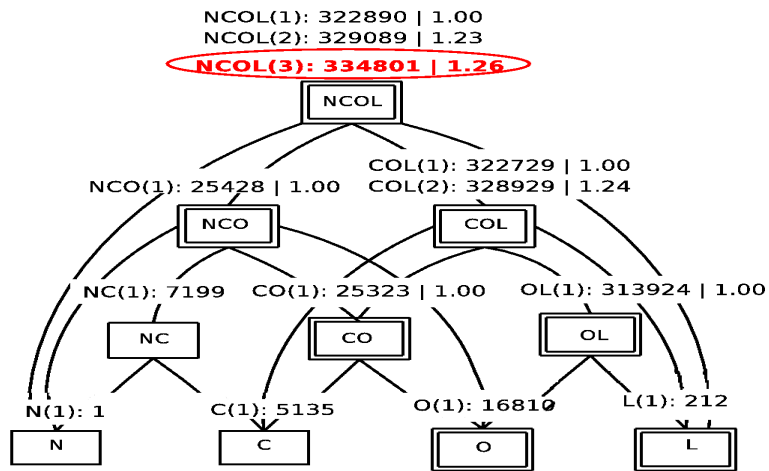 NCOL(1): 322890 | 1.00
NCOL(2): 329089 | 1.23
NCOL(3): 334801 | 1.26
NCOL
COL(1): 322729 | 1.00
NCO(1): 25428 | 1.00
COL(2): 328929 | 1.24
NCO
COL
NC(1): 7199
CO(1): 25323 | 1.00
OL(1): 313924 | 1.00
NC
CO
OL
N(1): 1
C(1): 5135
O(1): 16810
L(1): 212
N
C
O
L